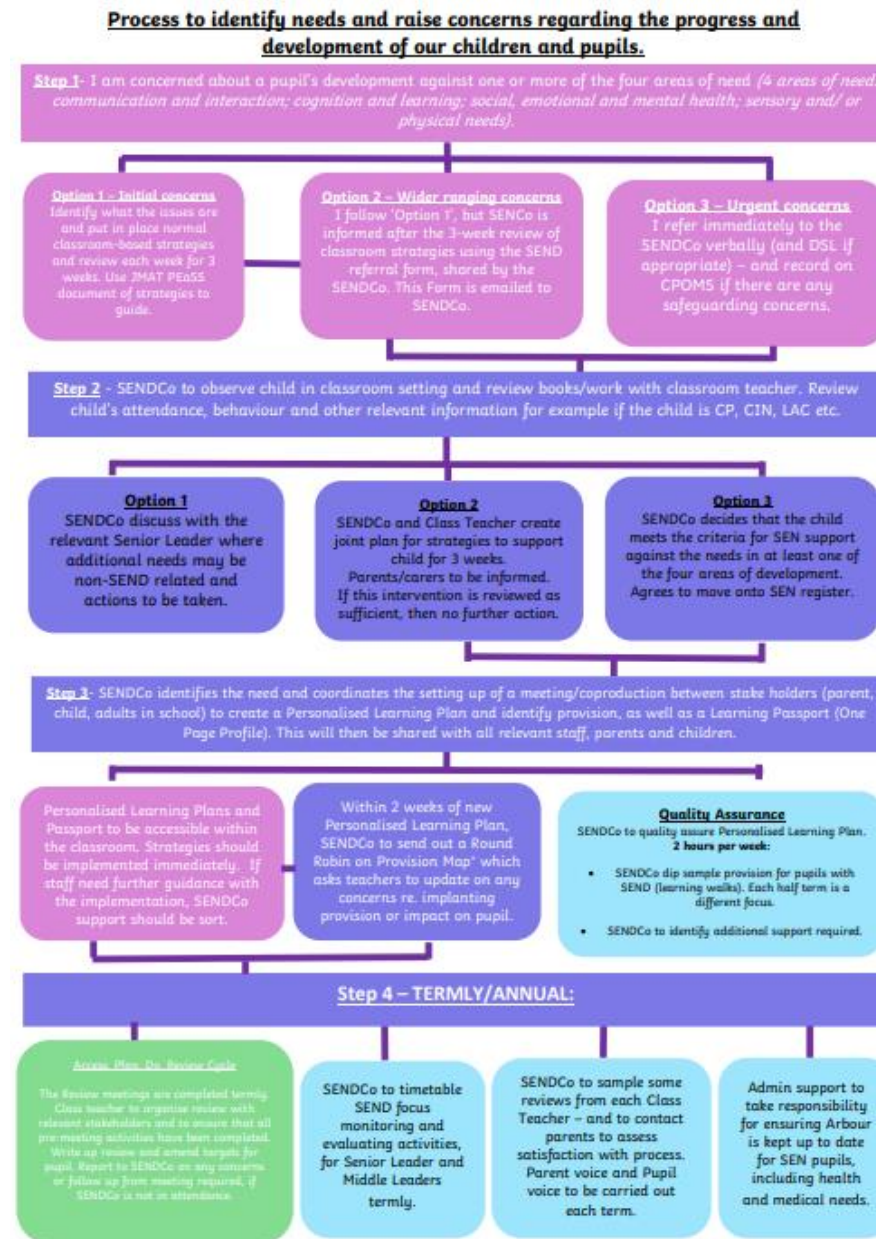 Process to identify needs and raise concerns regarding the progress and
development of our children and pupils.
Step 1- I am concerned about a pupil's development against one or more of the four areas of need (4 areas of need:
communication and interaction; cognition and learning; social, emotional and mental health; sensory and/ or
physical needs).
Option 1 – Initial concerns
Identify what the issues are
and put in place normal
classroom-based strategies
and review each week for 3
weeks. Use JMAT PEaSS
document of strategies to
guide.
Option 2 – Wider ranging concerns
I follow 'Option 1', but SENCo is
informed after the 3-week review of
classroom strategies using the SEND
referral form, shared by the
SENDCo. This Form is emailed to
SENDCo.
Option 3 – Urgent concerns
I refer immediately to the
SENDCo verbally (and DSL if
appropriate) – and record on
CPOMS if there are any
safeguarding concerns.
Step 2 - SENDCo to observe child in classroom setting and review books/work with classroom teacher. Review
child's attendance, behaviour and other relevant information for example if the child is CP, CIN, LAC etc.
Option 1
SENDCo discuss with the
relevant Senior Leader where
additional needs may be
non-SEND related and
actions to be taken.
Option 2
SENDCo and Class Teacher create
joint plan for strategies to support
child for 3 weeks.
Parents/carers to be informed.
If this intervention is reviewed as
sufficient, then no further action.
Option 3
SENDCo decides that the child
meets the criteria for SEN support
against the needs in at least one of
the four areas of development.
Agrees to move onto SEN register.
Step 3- SENDCo identifies the need and coordinates the setting up of a meeting/coproduction between stake holders (parent,
child, adults in school) to create a Personalised Learning Plan and identify provision, as well as a Learning Passport (One
Page Profile). This will then be shared with all relevant staff, parents and children.
Personalised Learning Plans and
Passport to be accessible within
the classroom. Strategies should
be implemented immediately. If
staff need further guidance with
the implementation, SENDCo
support should be sort.
Within 2 weeks of new
Personalised Learning Plan,
SENDCo to send out a Round
Robin on Provision Map* which
asks teachers to update on any
concerns re. implanting
provision or impact on pupil.
Quality Assurance
SENDCo to quality assure Personalised Learning Plan.
2 hours per week:
• SENDCo dip sample provision for pupils with
SEND (learning walks). Each half term is a
different focus.
• SENDCo to identify additional support required.
Step 4 – TERMLY/ANNUAL:
Access, Plan, Do, Review Cycle
The Review meetings are completed termly.
Class teacher to organise review with
relevant stakeholders and to ensure that all
pre-meeting activities have been completed.
Write up review and amend targets for
pupil. Report to SENDCo on any concerns
or follow up from meeting required, if
SENDCo is not in attendance.
SENDCo to timetable
SEND focus
monitoring and
evaluating activities,
for Senior Leader and
Middle Leaders
termly.
SENDCo to sample some
reviews from each Class
Teacher – and to contact
parents to assess
satisfaction with process.
Parent voice and Pupil
voice to be carried out
each term.
Admin support to
take responsibility
for ensuring Arbour
is kept up to date
for SEN pupils,
including health
and medical needs.